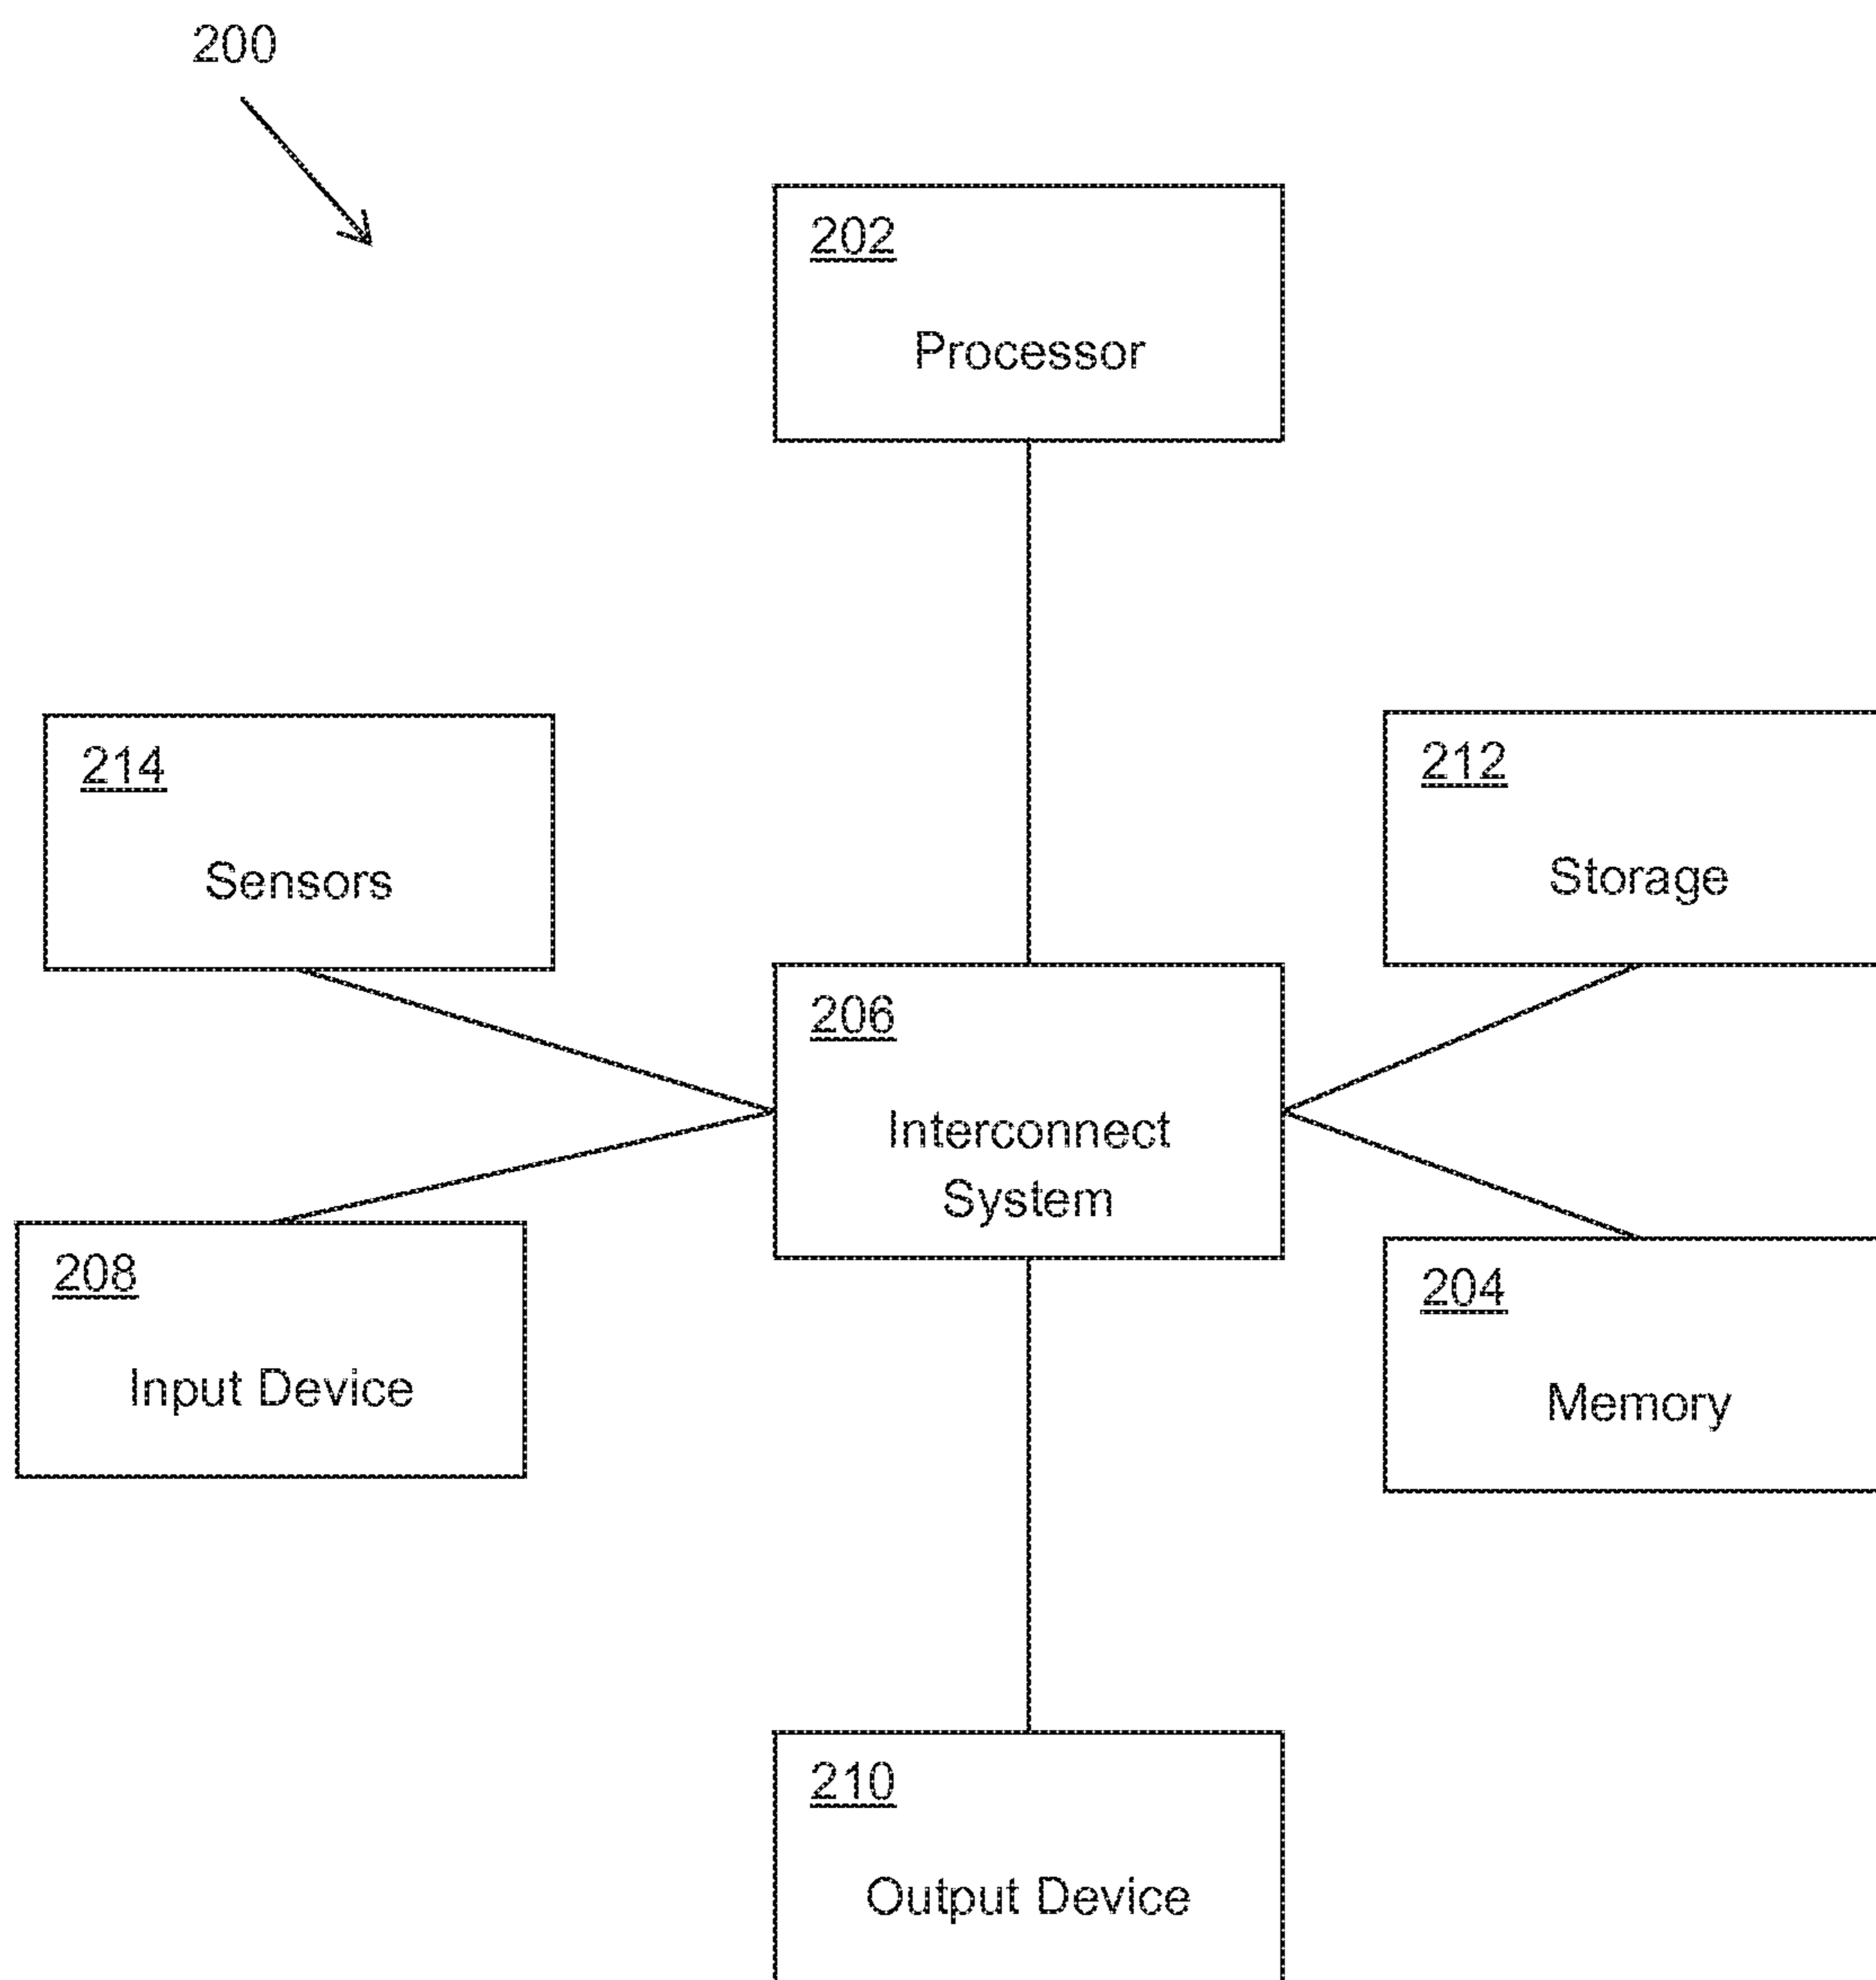 200
202
Processor
214
Sensors
212
Storage
206
Interconnect
System
208
Input Device
204
Memory
210
Output Device